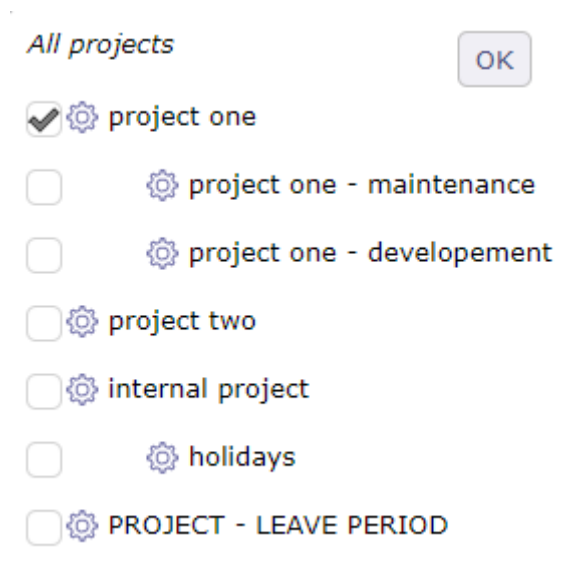 All projects
OK
project one
project one - maintenance
project one - developement
project two
internal project
holidays
PROJECT - LEAVE PERIOD